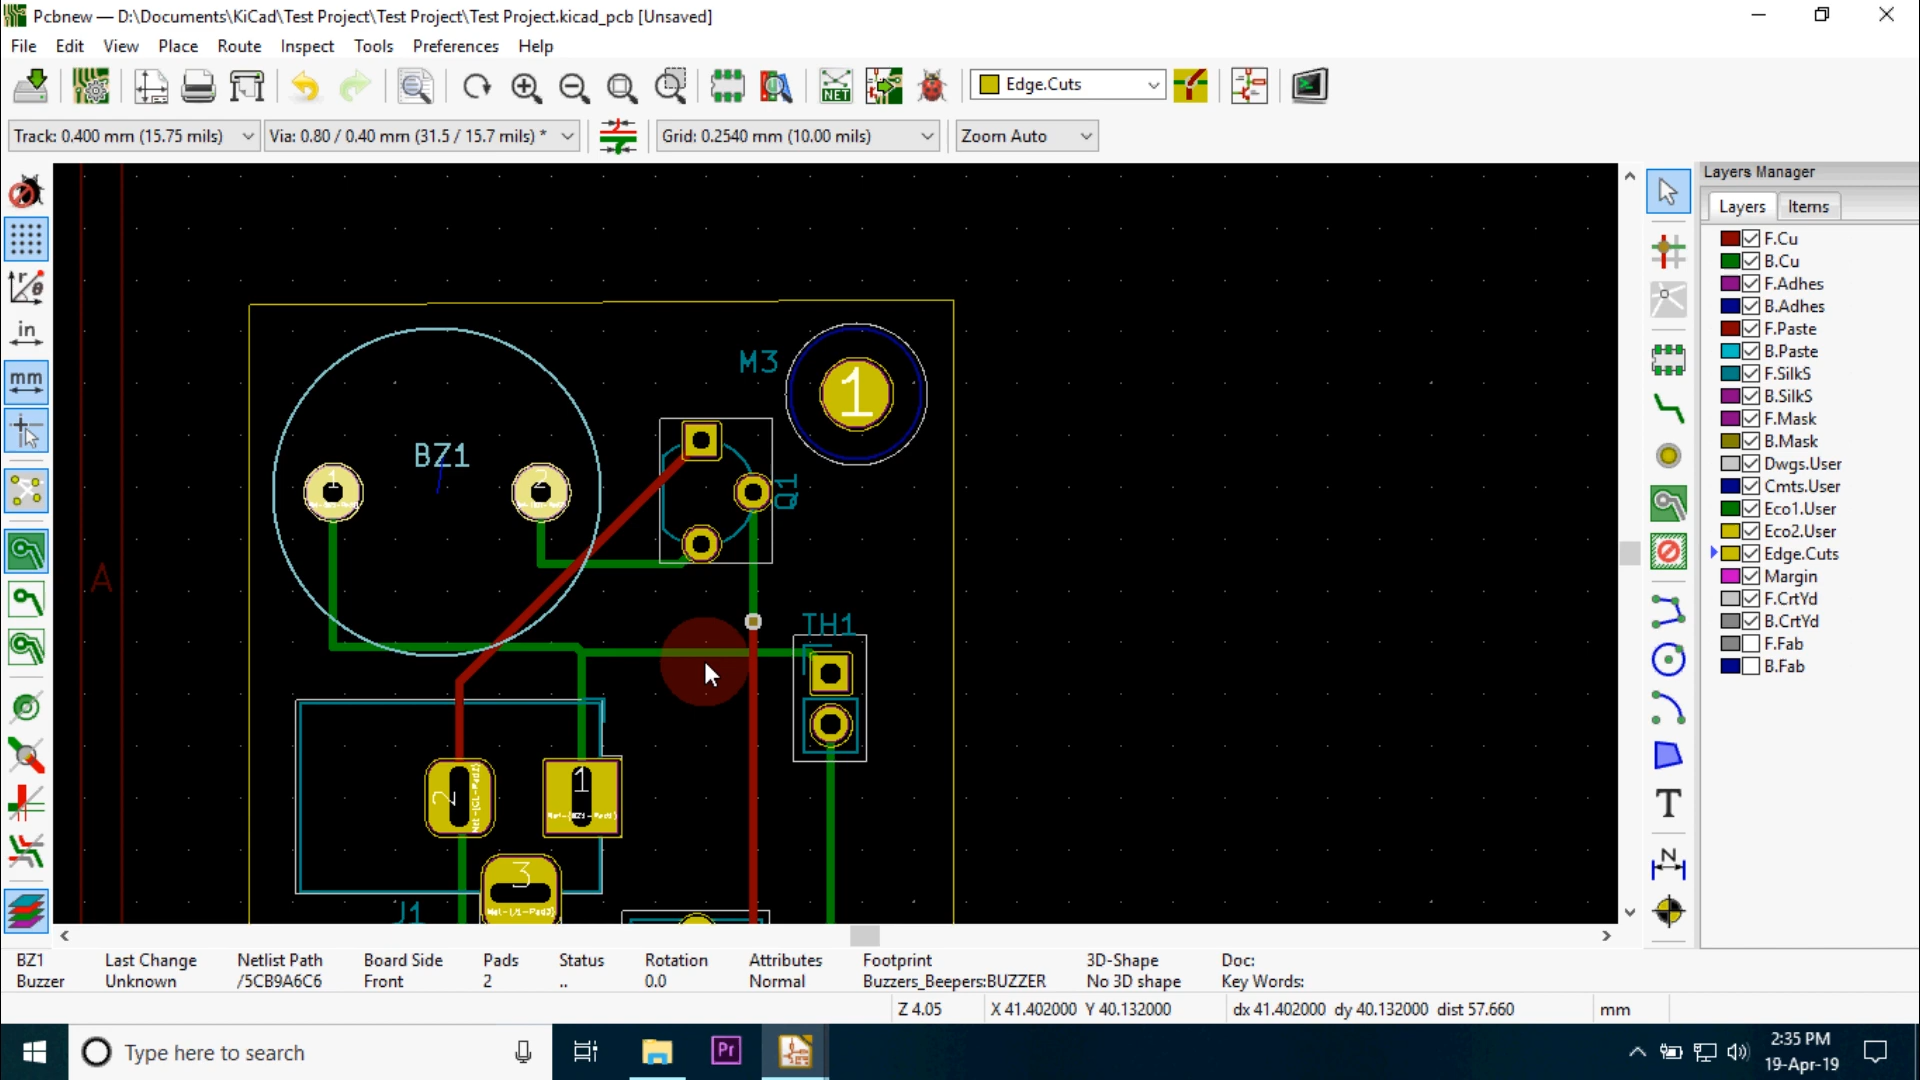 Pcbnew — D:\Documents\KiCad\Test Project\Test Project\Test Project.kicad_pcb [Unsaved]
File Edit View Place Route Inspect Tools Preferences Help
NET
Edge.Cuts
Track: 0.400 mm (15.75 mils)
Via: 0.80 / 0.40 mm (31.5 / 15.7 mils) *
Grid: 0.2540 mm (10.00 mils)
Zoom Auto
in
mm
A
BZ1
1
2
M3
1
Q1
TH1
2
1
3
J1
T
N
Layers Manager
Layers Items
F.Cu
B.Cu
F.Adhes
B.Adhes
F.Paste
B.Paste
F.SilkS
B.SilkS
F.Mask
B.Mask
Dwgs.User
Cmts.User
Eco1.User
Eco2.User
Edge.Cuts
Margin
F.CrtYd
B.CrtYd
F.Fab
B.Fab
BZ1 Last Change Netlist Path Board Side Pads Status Rotation Attributes Footprint 3D-Shape Doc:
Buzzer Unknown /5CB9A6C6 Front 2 .. 0.0 Normal Buzzers_Beepers:BUZZER No 3D shape Key Words:
Z 4.05 X 41.402000 Y 40.132000 dx 41.402000 dy 40.132000 dist 57.660 mm
Type here to search
Pr
2:35 PM
19-Apr-19